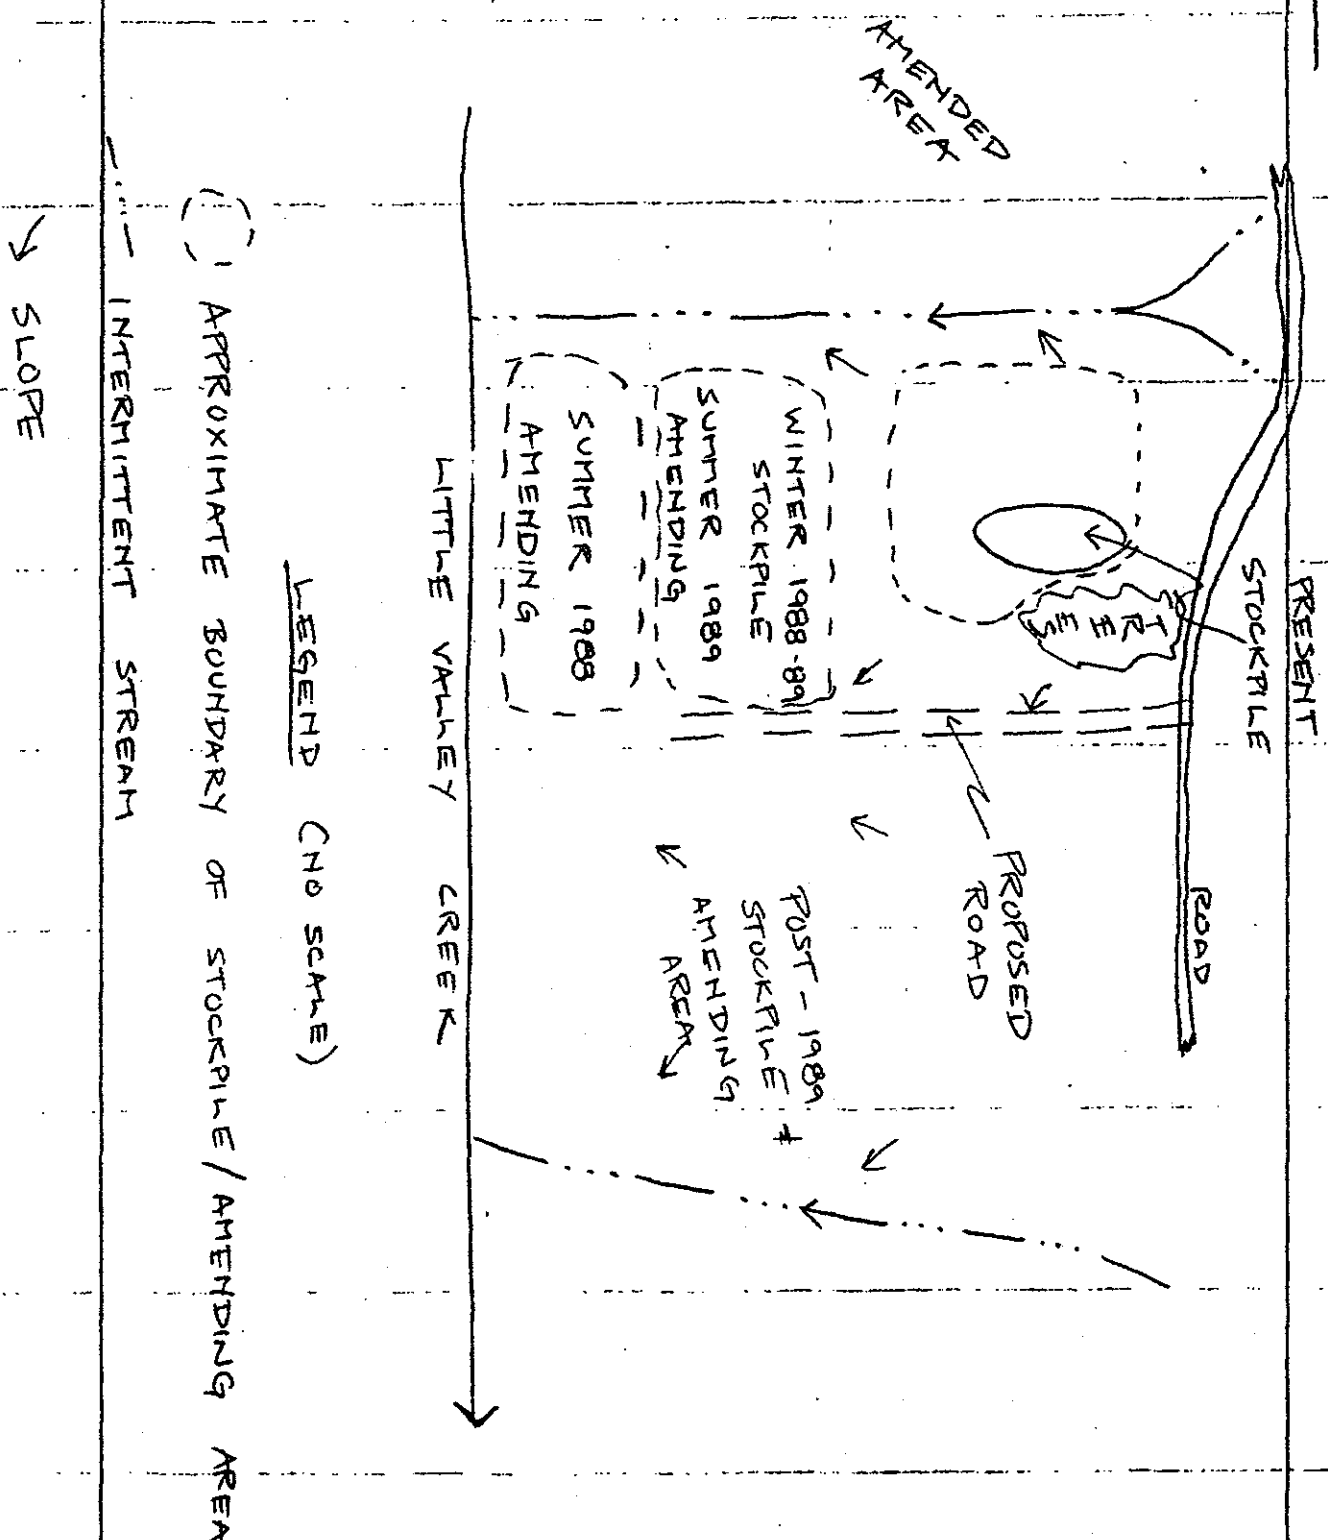 AMENDED
AREA
PRESENT
STOCKPILE
ROAD
TREES
PROPOSED
ROAD
WINTER 1988-89
STOCKPILE
SUMMER 1989
AMENDING
SUMMER 1988
AMENDING
POST-1989
STOCKPILE +
AMENDING
AREA
LITTLE VALLEY CREEK
LEGEND (NO SCALE)
APPROXIMATE BOUNDARY OF STOCKPILE/AMENDING AREA
INTERMITTENT STREAM
SLOPE